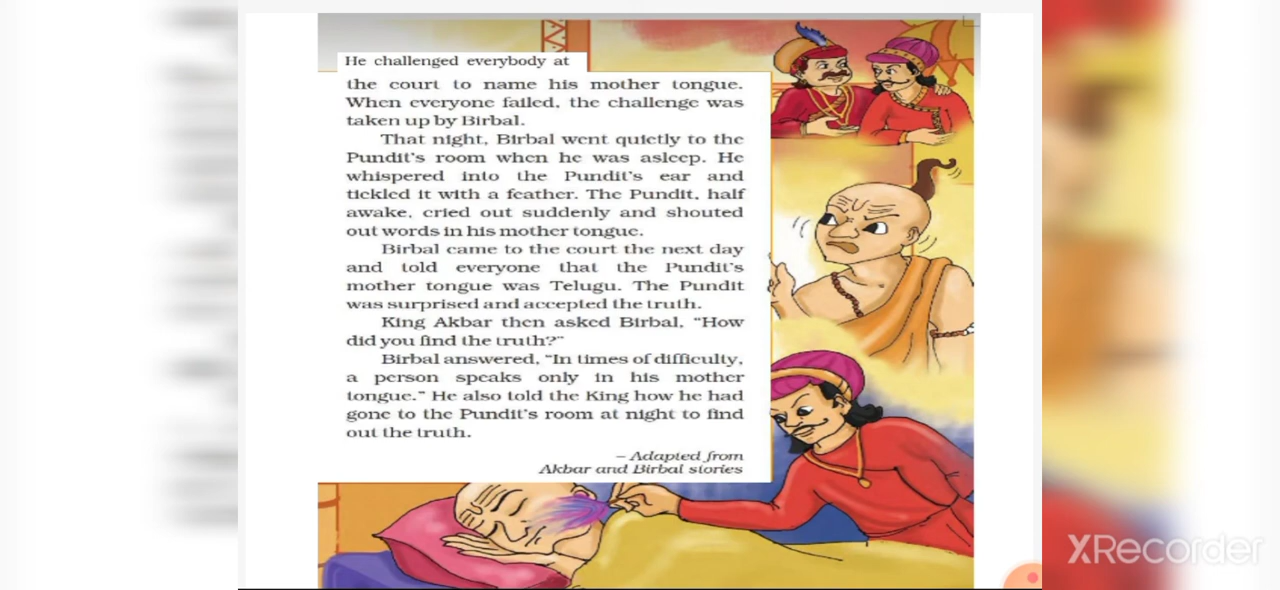 He challenged everybody at
the court to name his mother tongue.
When everyone failed, the challenge was
taken up by Birbal.
That night, Birbal went quietly to the
Pundit's room when he was asleep. He
whispered into the Pundit's ear and
tickled it with a feather. The Pundit, half
awake, cried out suddenly and shouted
out words in his mother tongue.
Birbal came to the court the next day
and told everyone that the Pundit's
mother tongue was Telugu. The Pundit
was surprised and accepted the truth.
King Akbar then asked Birbal, "How
did you find the truth?"
Birbal answered, "In times of difficulty,
a person speaks only in his mother
tongue." He also told the King how he had
gone to the Pundit's room at night to find
out the truth.
– Adapted from
Akbar and Birbal stories
XRecorder